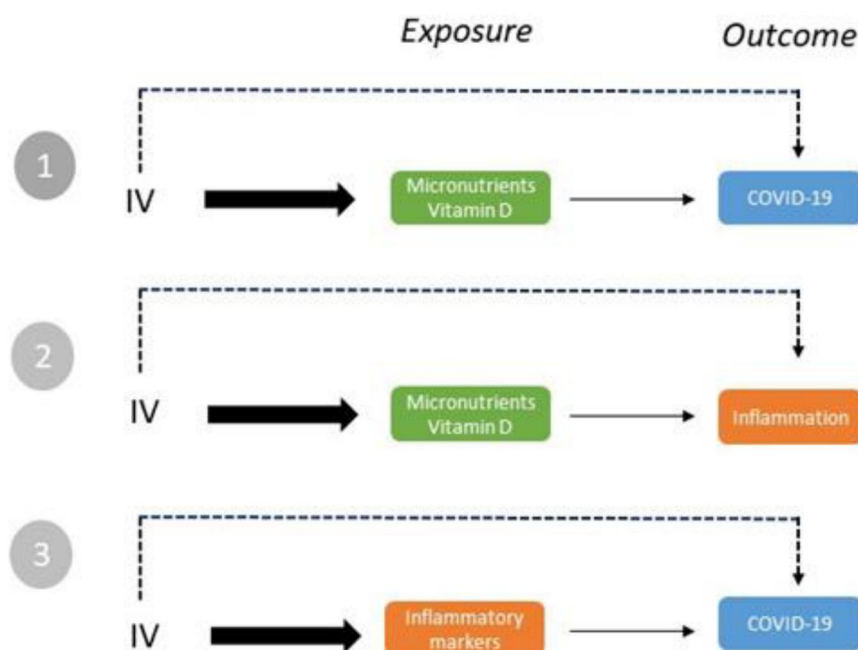 Exposure
Outcome
1
IV
Micronutrients
Vitamin D
COVID-19
2
IV
Micronutrients
Vitamin D
Inflammation
3
IV
Inflammatory
markers
COVID-19